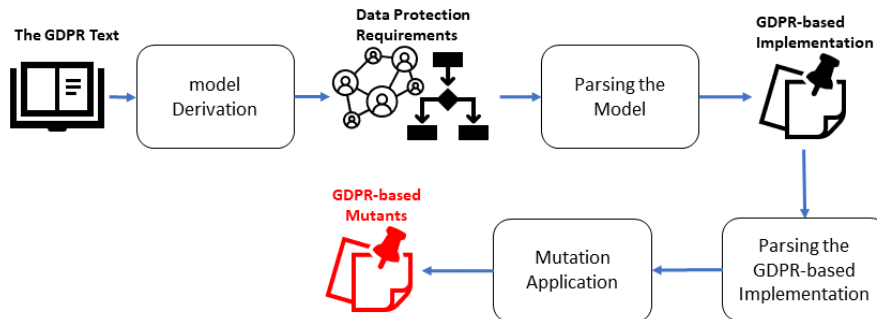 The GDPR Text
model
Derivation
Data Protection
Requirements
Parsing the
Model
GDPR-based
Implementation
GDPR-based
Mutants
Mutation
Application
Parsing the
GDPR-based
Implementation